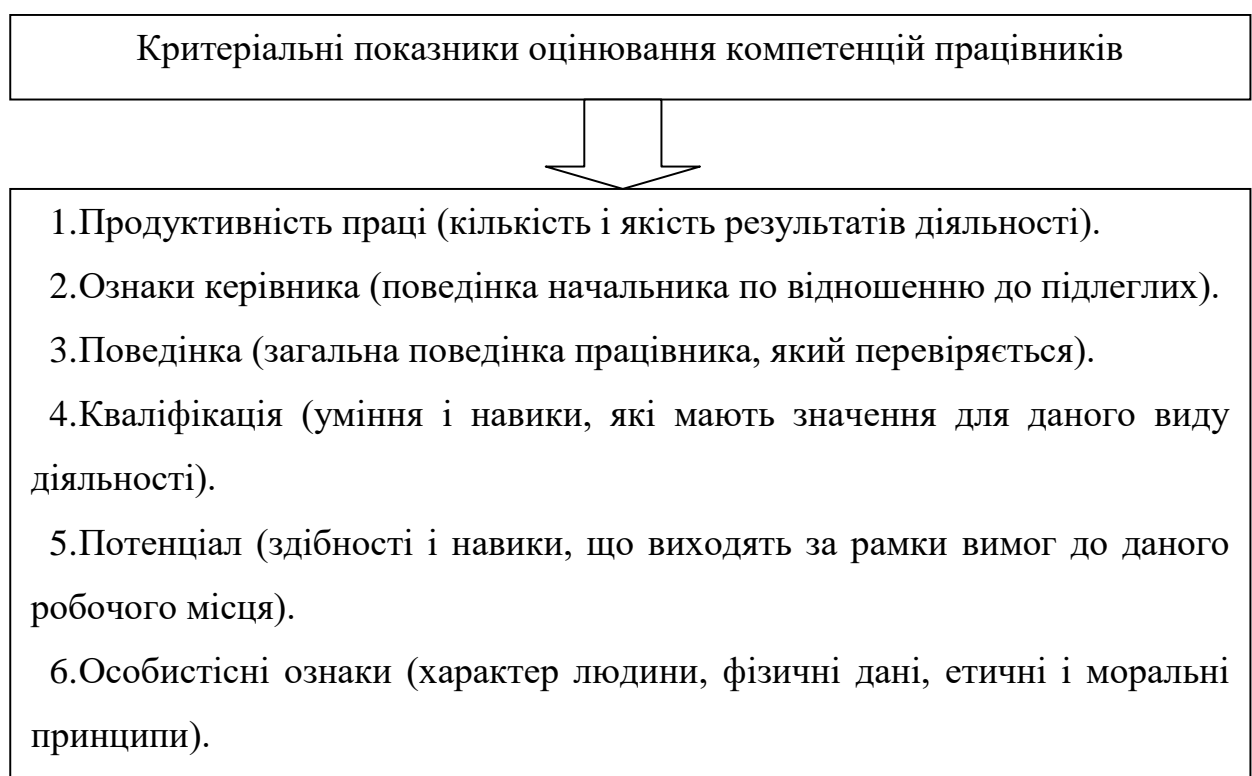 Критеріальні показники оцінювання компетенцій працівників
1.Продуктивність праці (кількість і якість результатів діяльності).
2.Ознаки керівника (поведінка начальника по відношенню до підлеглих).
3.Поведінка (загальна поведінка працівника, який перевіряється).
4.Кваліфікація (уміння і навики, які мають значення для даного виду
діяльності).
5.Потенціал (здібності і навики, що виходять за рамки вимог до даного
робочого місця).
6.Особистісні ознаки (характер людини, фізичні дані, етичні і моральні
принципи).